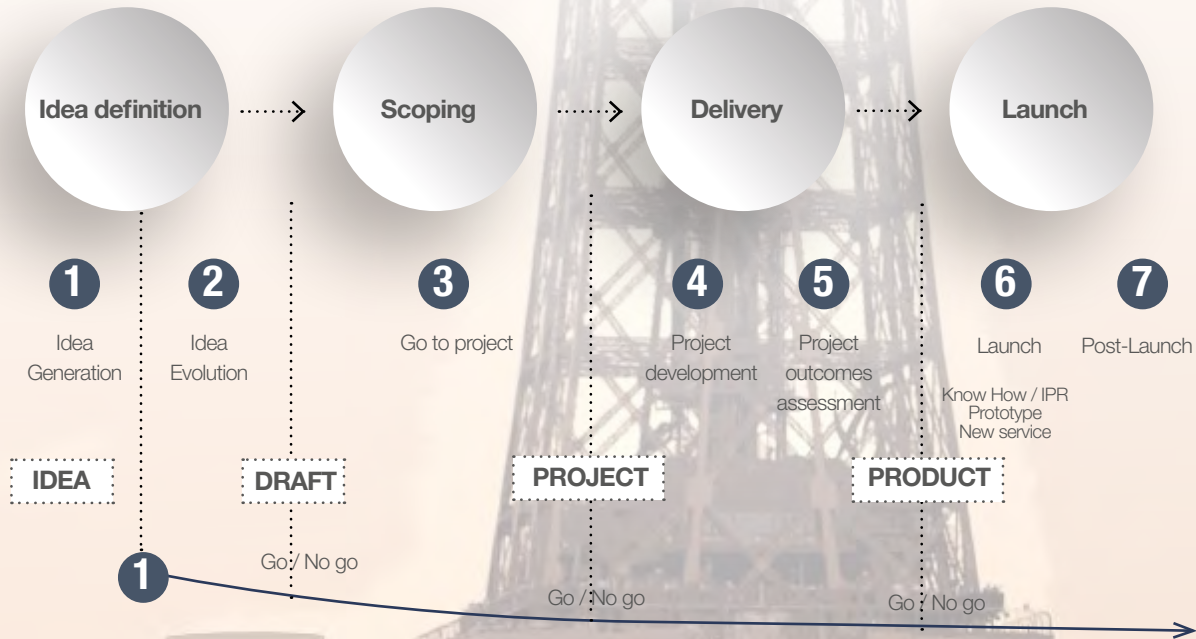 Idea definition
Scoping
Delivery
Launch
1
2
3
4
5
6
7
Idea
Generation
Idea
Evolution
Go to project
Project
development
Project
outcomes
assessment
Launch
Post-Launch
Know How / IPR
Prototype
New service
IDEA
DRAFT
PROJECT
PRODUCT
1
Go / No go
Go / No go
Go / No go